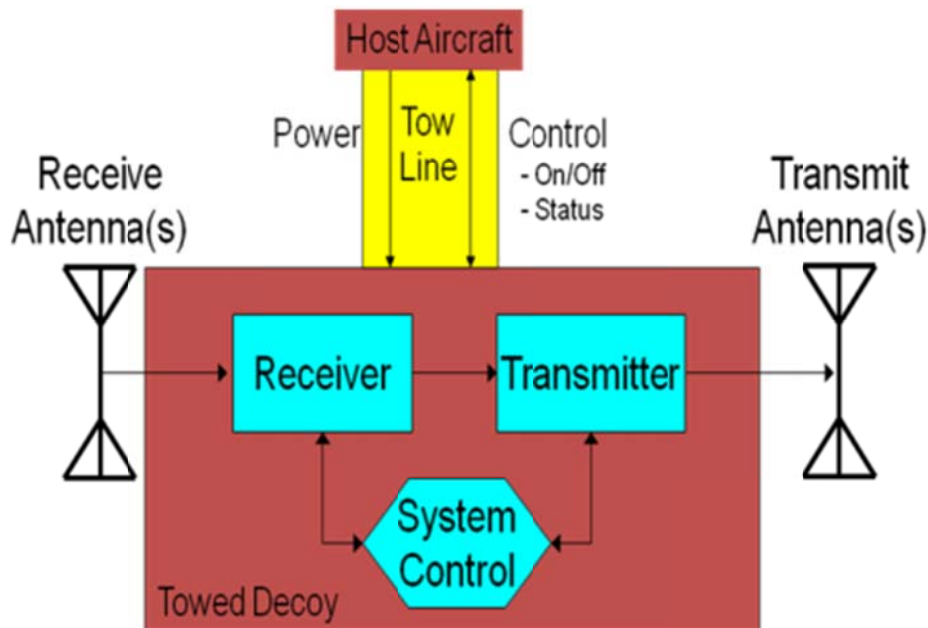 Host Aircraft
Power
Tow
Line
Control
- On/Off
- Status
Receive
Antenna(s)
Transmit
Antenna(s)
Receiver
Transmitter
System
Control
Towed Decoy